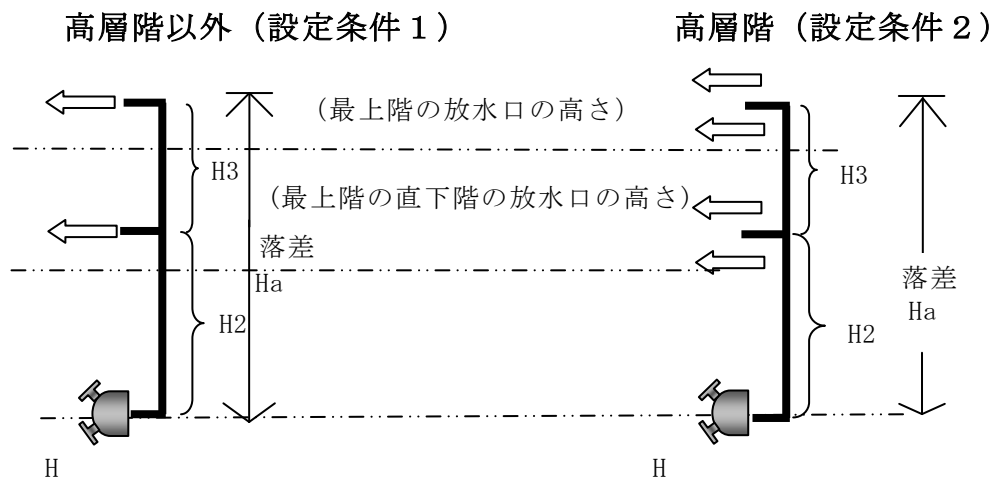 高層階以外（設定条件１）
高層階（設定条件２）
(最上階の放水口の高さ)
H3
H3
(最上階の直下階の放水口の高さ)
落差
Ha
落差
Ha
H2
H2
H
H